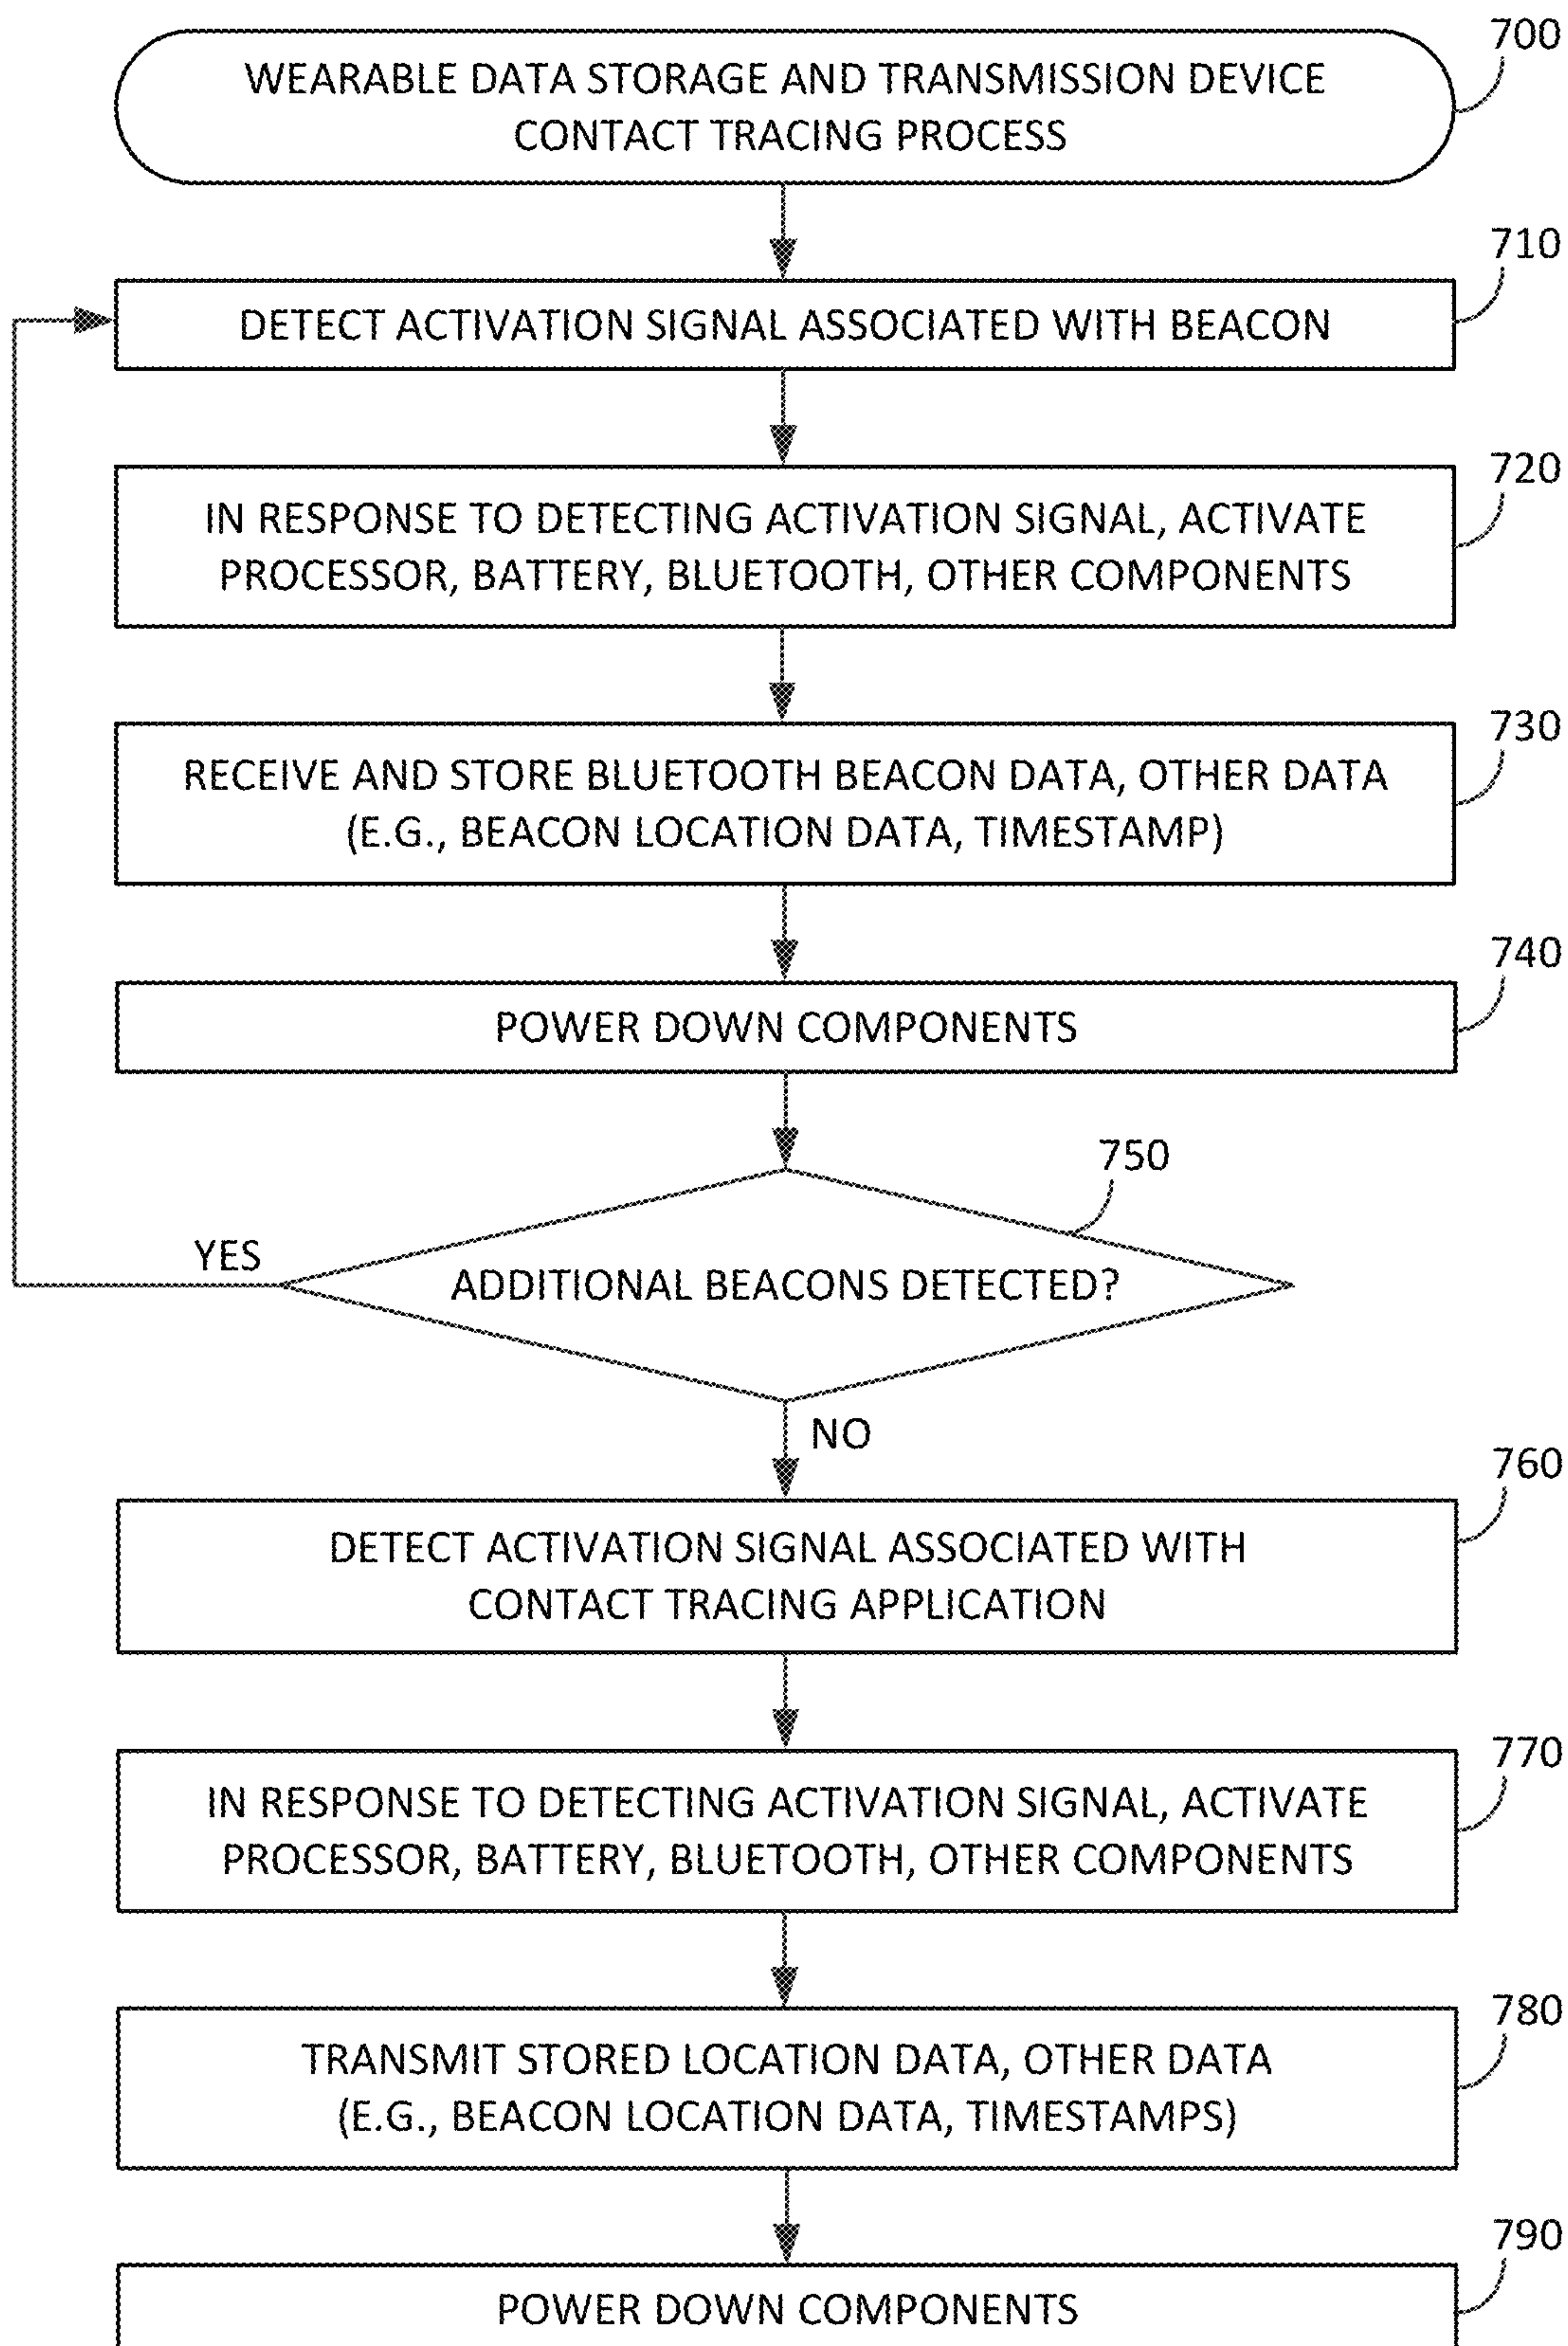 700
WEARABLE DATA STORAGE AND TRANSMISSION DEVICE
CONTACT TRACING PROCESS
710
DETECT ACTIVATION SIGNAL ASSOCIATED WITH BEACON
720
IN RESPONSE TO DETECTING ACTIVATION SIGNAL, ACTIVATE
PROCESSOR, BATTERY, BLUETOOTH, OTHER COMPONENTS
730
RECEIVE AND STORE BLUETOOTH BEACON DATA, OTHER DATA
(E.G., BEACON LOCATION DATA, TIMESTAMP)
740
POWER DOWN COMPONENTS
750
YES
ADDITIONAL BEACONS DETECTED?
NO
760
DETECT ACTIVATION SIGNAL ASSOCIATED WITH
CONTACT TRACING APPLICATION
770
IN RESPONSE TO DETECTING ACTIVATION SIGNAL, ACTIVATE
PROCESSOR, BATTERY, BLUETOOTH, OTHER COMPONENTS
780
TRANSMIT STORED LOCATION DATA, OTHER DATA
(E.G., BEACON LOCATION DATA, TIMESTAMPS)
790
POWER DOWN COMPONENTS